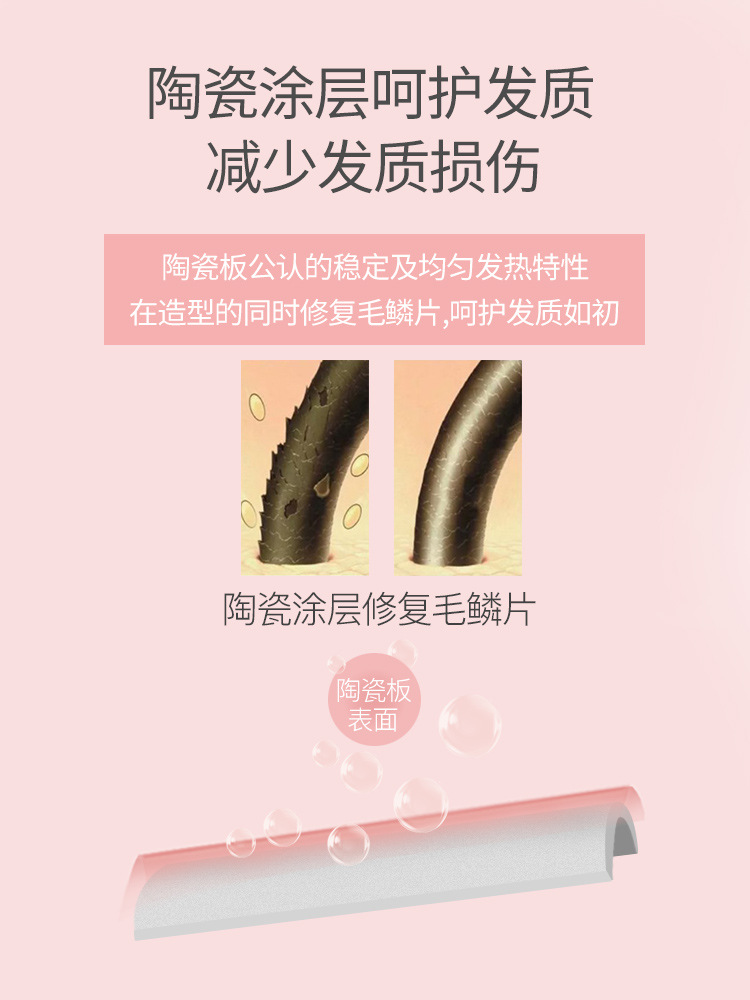 陶瓷涂层呵护发质
减少发质损伤
陶瓷板公认的稳定及均匀发热特性
在造型的同时修复毛鳞片,呵护发质如初
陶瓷涂层修复毛鳞片
陶瓷板
表面